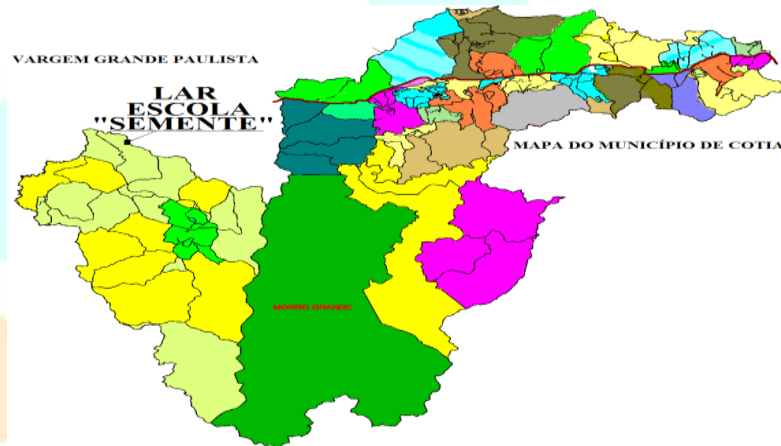 VARGEM GRANDE PAULISTA
LAR
ESCOLA
"SEMENTE"
MAPA DO MUNICÍPIO DE COTIA
MORRO GRANDE